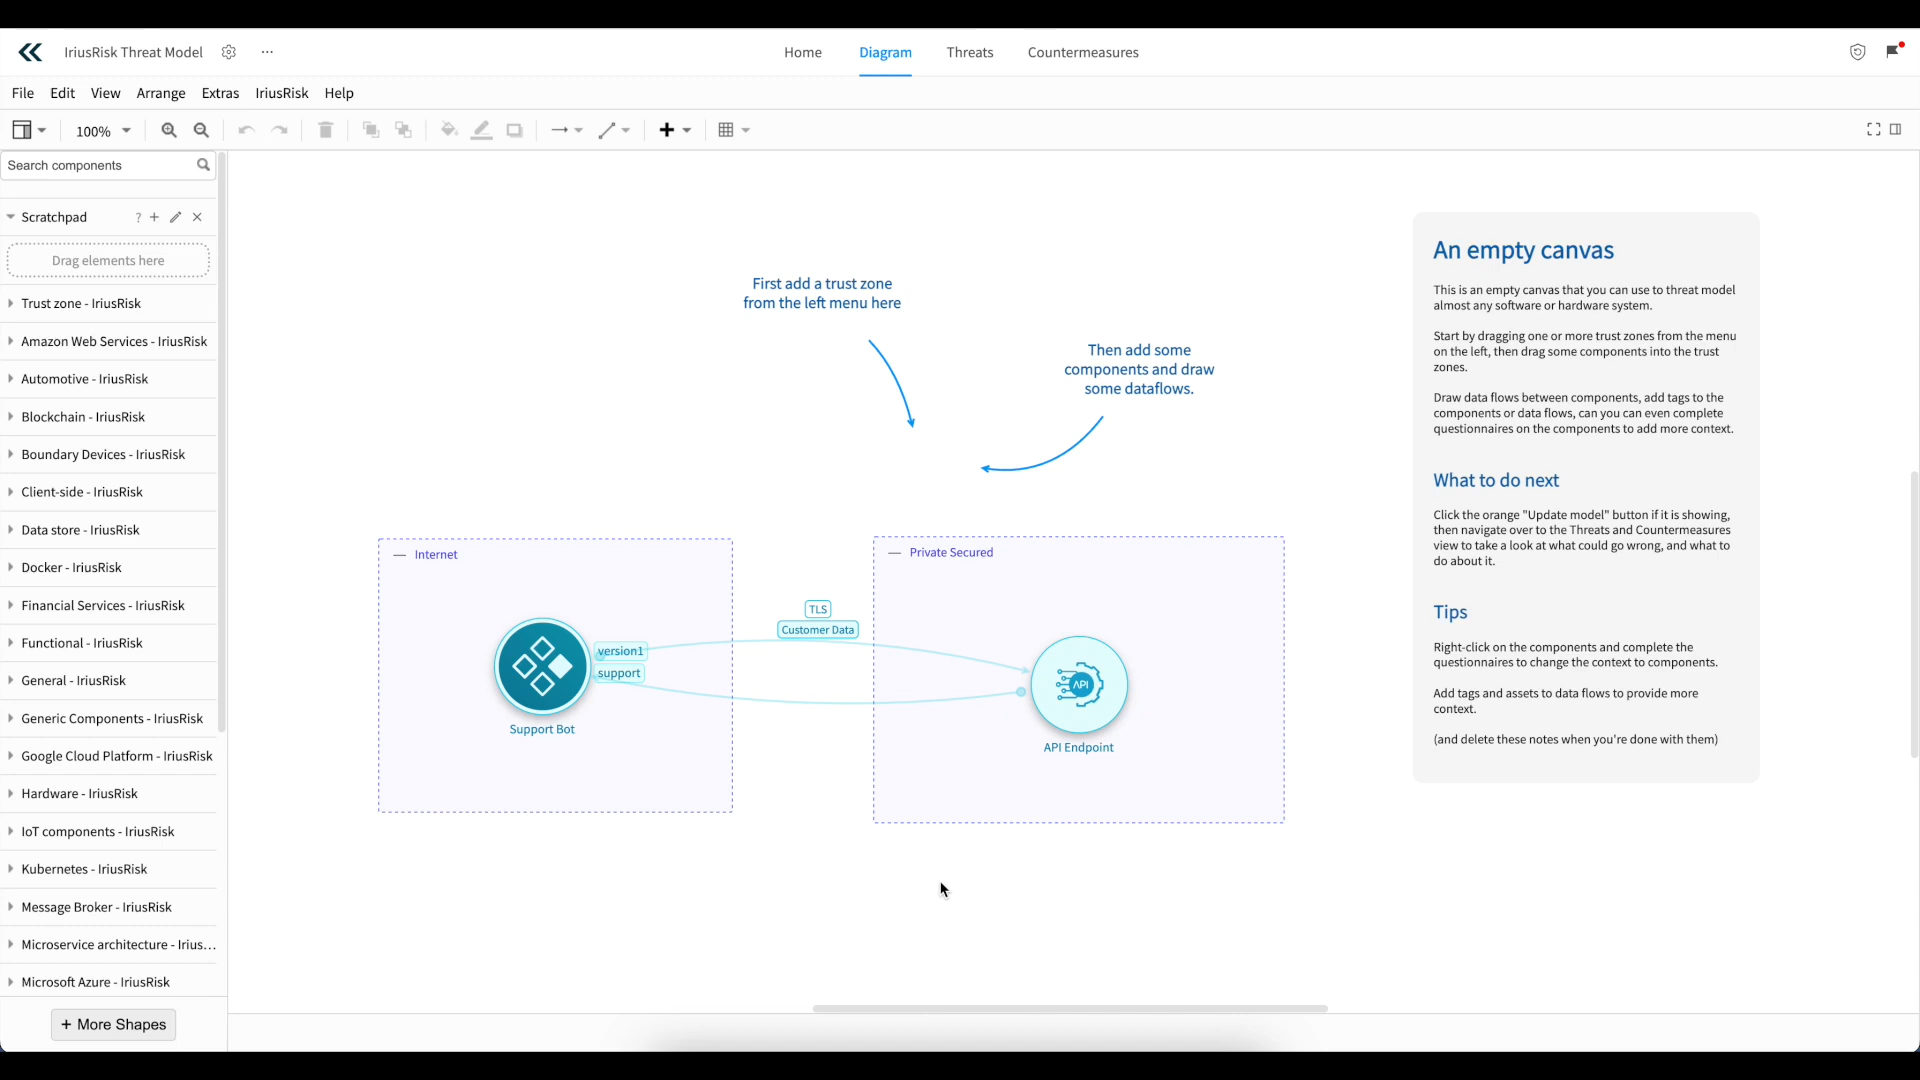 IriusRisk Threat Model
Home
Diagram
Threats
Countermeasures
File
Edit
View
Arrange
Extras
IriusRisk
Help
100%
Search components
Scratchpad
?
Drag elements here
Trust zone - IriusRisk
Amazon Web Services - IriusRisk
Automotive - IriusRisk
Blockchain - IriusRisk
Boundary Devices - IriusRisk
Client-side - IriusRisk
Data store - IriusRisk
Docker - IriusRisk
Financial Services - IriusRisk
Functional - IriusRisk
General - IriusRisk
Generic Components - IriusRisk
Google Cloud Platform - IriusRisk
Hardware - IriusRisk
IoT components - IriusRisk
Kubernetes - IriusRisk
Message Broker - IriusRisk
Microservice architecture - Irius...
Microsoft Azure - IriusRisk
+ More Shapes
First add a trust zone
from the left menu here
Then add some
components and draw
some dataflows.
Internet
version1
support
Support Bot
TLS
Customer Data
Private Secured
API
API Endpoint
An empty canvas
This is an empty canvas that you can use to threat model
almost any software or hardware system.
Start by dragging one or more trust zones from the menu
on the left, then drag some components into the trust
zones.
Draw data flows between components, add tags to the
components or data flows, can you can even complete
questionnaires on the components to add more context.
What to do next
Click the orange "Update model" button if it is showing,
then navigate over to the Threats and Countermeasures
view to take a look at what could go wrong, and what to
do about it.
Tips
Right-click on the components and complete the
questionnaires to change the context to components.
Add tags and assets to data flows to provide more
context.
(and delete these notes when you're done with them)